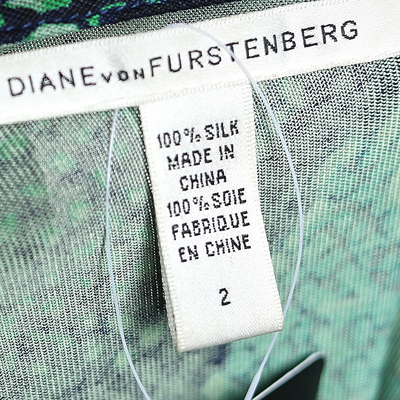 DIANE VON FURSTENBERG
100% SILK
MADE IN
CHINA
100% SOIE
FABRIQUE
EN CHINE
2